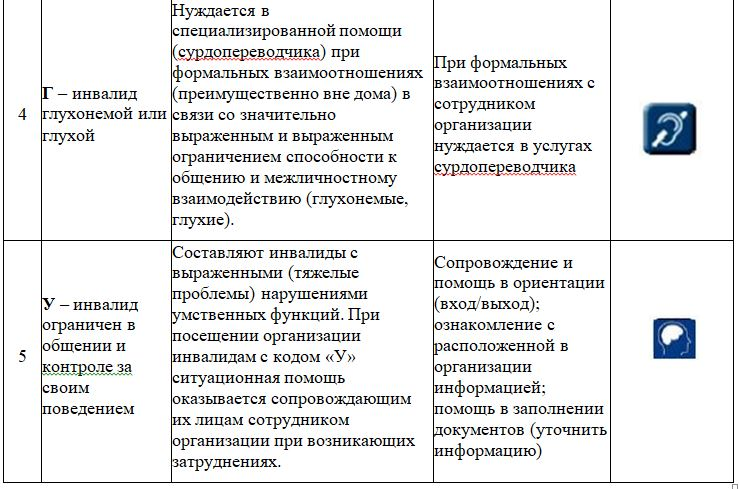 4
Г – инвалид
глухонемой или
глухой
Нуждается в
специализированной помощи
(сурдопереводчика) при
формальных взаимоотношениях
(преимущественно вне дома) в
связи со значительно
выраженным и выраженным
ограничением способности к
общению и межличностному
взаимодействию (глухонемые,
глухие).
При формальных
взаимоотношениях с
сотрудником
организации
нуждается в услугах
сурдопереводчика
5
У – инвалид
ограничен в
общении и
контроле за
своим
поведением
Составляют инвалиды с
выраженными (тяжелые
проблемы) нарушениями
умственных функций. При
посещении организации
инвалидам с кодом «У»
ситуационная помощь
оказывается сопровождающим
их лицам сотрудником
организации при возникающих
затруднениях.
Сопровождение и
помощь в ориентации
(вход/выход);
ознакомление с
расположенной в
организации
информацией;
помощь в заполнении
документов (уточнить
информацию)